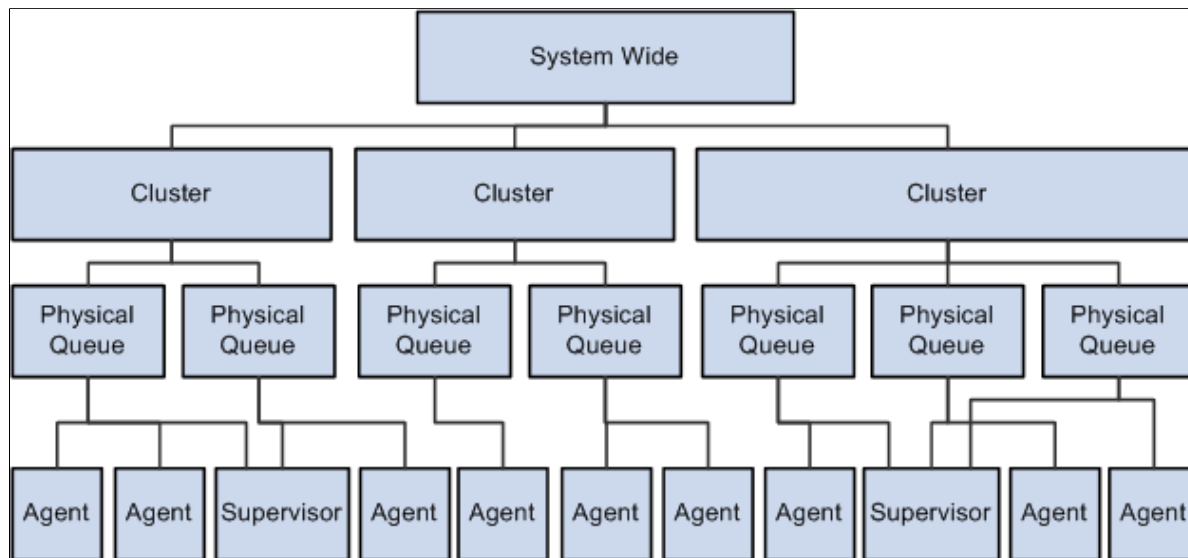 System Wide
Cluster
Cluster
Cluster
Physical
Queue
Physical
Queue
Physical
Queue
Physical
Queue
Physical
Queue
Physical
Queue
Physical
Queue
Agent
Agent
Supervisor
Agent
Agent
Agent
Agent
Agent
Supervisor
Agent
Agent